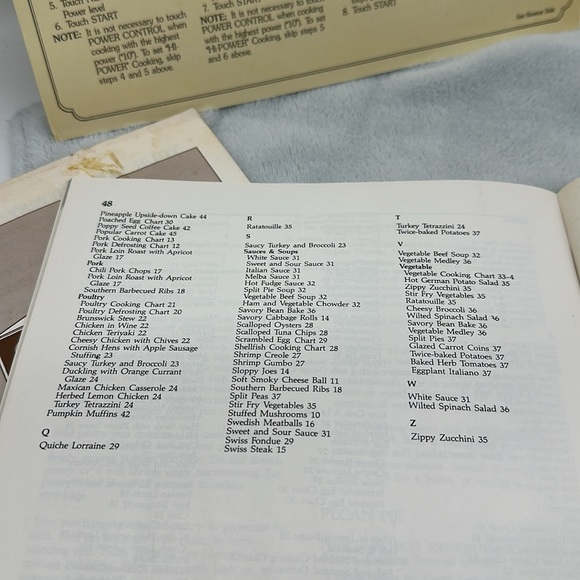 5. Touch
Power level
6. Touch START
NOTE: It is not necessary to touch
POWER CONTROL when
cooking with the highest
power ("10"). To set "HI-
POWER" Cooking, skip
steps 4 and 5 above.
7. Touch START
NOTE: It is not necessary to touch
POWER CONTROL when cooking
with the highest power ("10"). To set
"Hi-POWER" Cooking, skip steps 5
and 6 above.
8. Touch START
See Reverse Side
48
Pineapple Upside-down Cake 44
Poached Egg Chart 30
Poppy Seed Coffee Cake 42
Popular Carrot Cake 45
Pork Cooking Chart 13
Pork Defrosting Chart 12
Pork Loin Roast with Apricot
Glaze 17
Pork
Chili Pork Chops 17
Pork Loin Roast with Apricot
Glaze 17
Southern Barbecued Ribs 18
Poultry
Poultry Cooking Chart 21
Poultry Defrosting Chart 20
Brunswick Stew 22
Chicken in Wine 22
Chicken Teriyaki 22
Cheesy Chicken with Chives 22
Cornish Hens with Apple Sausage
Stuffing 23
Saucy Turkey and Broccoli 23
Duckling with Orange Currant
Glaze 24
Maxican Chicken Casserole 24
Herbed Lemon Chicken 24
Turkey Tetrazzini 24
Pumpkin Muffins 42
Q
Quiche Lorraine 29
R
Ratatouille 35
S
Saucy Turkey and Broccoli 23
Sauces & Soups
White Sauce 31
Sweet and Sour Sauce 31
Italian Sauce 31
Melba Sauce 31
Hot Fudge Sauce 32
Split Pie Soup 32
Vegetable Beef Soup 32
Ham and Vegetable Chowder 32
Savory Bean Bake 36
Savory Cabbage Rolls 14
Scalloped Oysters 28
Scalloped Tuna Chips 28
Scrambled Egg Chart 29
Shellfish Cooking Chart 28
Shrimp Creole 27
Shrimp Gumbo 27
Sloppy Joes 14
Soft Smoky Cheese Ball 11
Southern Barbecued Ribs 18
Split Peas 37
Stir Fry Vegetables 35
Stuffed Mushrooms 10
Swedish Meatballs 16
Sweet and Sour Sauce 31
Swiss Fondue 29
Swiss Steak 15
T
Turkey Tetrazzini 24
Twice-baked Potatoes 37
V
Vegetable Beef Soup 32
Vegetable Medley 36
Vegetable
Vegetable Cooking Chart 33-4
Hot German Potato Salad 35
Zippy Zucchini 35
Stir Fry Vegetables 35
Ratatouille 35
Cheesy Broccoli 36
Wilted Spinach Salad 36
Savory Bean Bake 36
Vegetable Medley 36
Split Pies 37
Glazed Carrot Coins 37
Twice-baked Potatoes 37
Baked Herb Tomatoes 37
Eggplant Italiano 37
W
White Sauce 31
Wilted Spinach Salad 36
Z
Zippy Zucchini 35